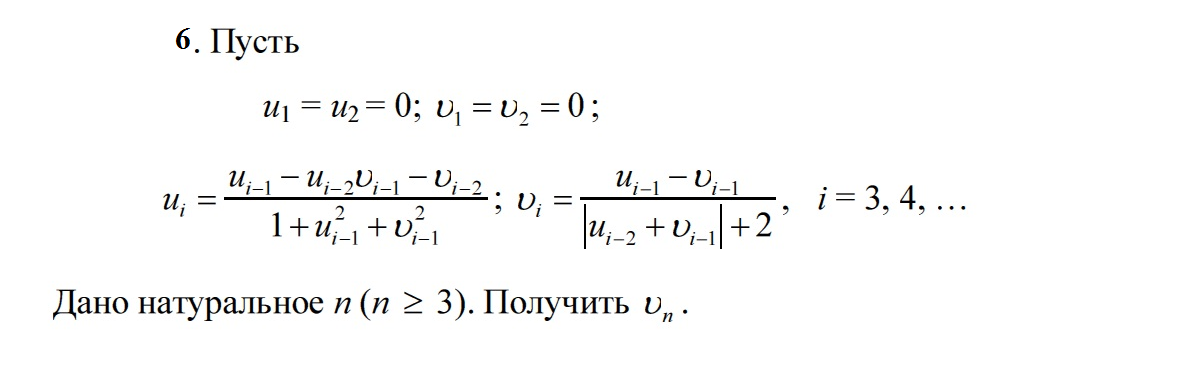 6. Пусть
u₁ = u₂ = 0; υ₁ = υ₂ = 0;
uᵢ = (uᵢ₋₁ − uᵢ₋₂υᵢ₋₁ − υᵢ₋₂) / (1 + u²ᵢ₋₁ + υ²ᵢ₋₁); υᵢ = (uᵢ₋₁ − υᵢ₋₁) / (|uᵢ₋₂ + υᵢ₋₁| + 2), i = 3, 4, …
Дано натуральное n (n ≥ 3). Получить υₙ.